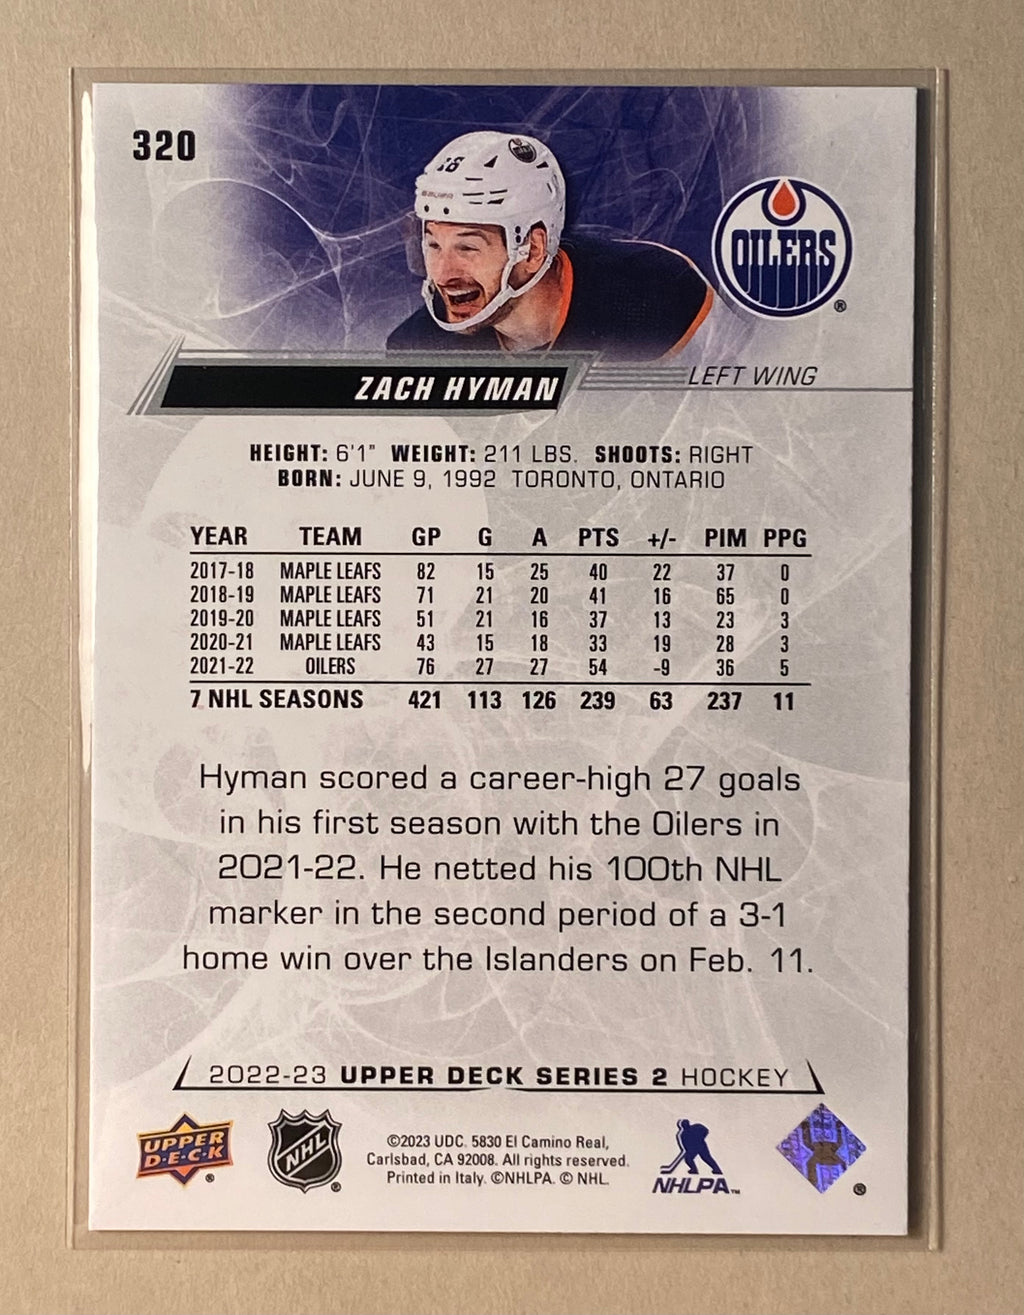 320
18
OILERS
®
ZACH HYMAN
LEFT WING
HEIGHT: 6'1" WEIGHT: 211 LBS. SHOOTS: RIGHT
BORN: JUNE 9, 1992 TORONTO, ONTARIO
YEAR TEAM GP G A PTS +/- PIM PPG
2017-18 MAPLE LEAFS 82 15 25 40 22 37 0
2018-19 MAPLE LEAFS 71 21 20 41 16 65 0
2019-20 MAPLE LEAFS 51 21 16 37 13 23 3
2020-21 MAPLE LEAFS 43 15 18 33 19 28 3
2021-22 OILERS 76 27 27 54 -9 36 5
7 NHL SEASONS 421 113 126 239 63 237 11
Hyman scored a career-high 27 goals
in his first season with the Oilers in
2021-22. He netted his 100th NHL
marker in the second period of a 3-1
home win over the Islanders on Feb. 11.
2022-23 UPPER DECK SERIES 2 HOCKEY
UPPER
D·E·C·K
®
NHL
®
©2023 UDC. 5830 El Camino Real,
Carlsbad, CA 92008. All rights reserved.
Printed in Italy. ©NHLPA. © NHL.
NHLPA™
®